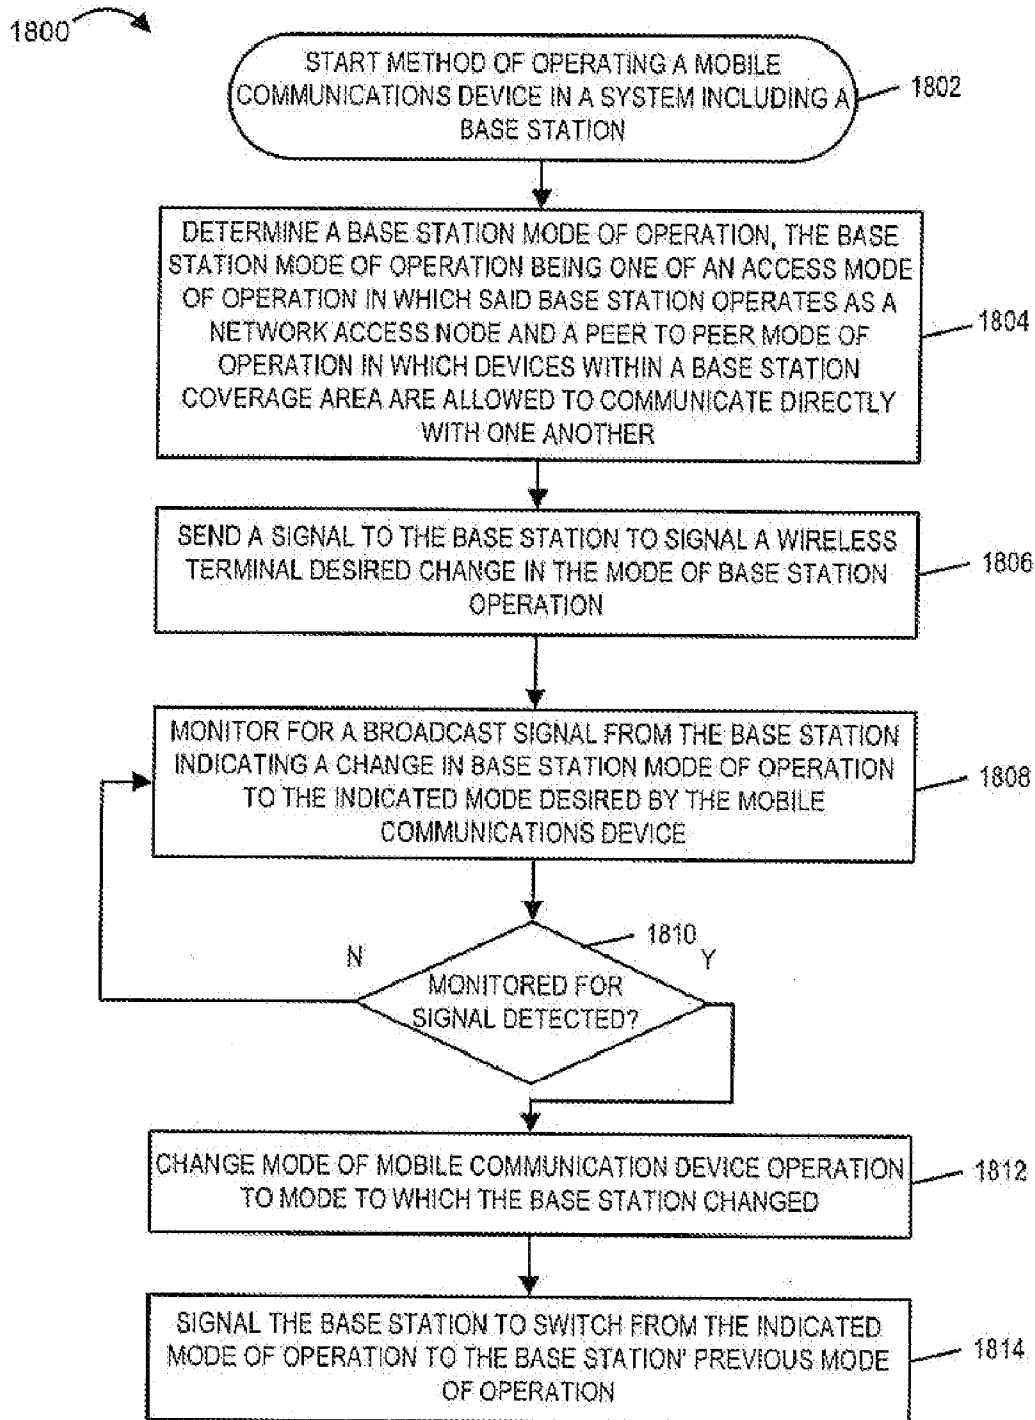 1800
START METHOD OF OPERATING A MOBILE
COMMUNICATIONS DEVICE IN A SYSTEM INCLUDING A
BASE STATION
1802
DETERMINE A BASE STATION MODE OF OPERATION, THE BASE
STATION MODE OF OPERATION BEING ONE OF AN ACCESS MODE
OF OPERATION IN WHICH SAID BASE STATION OPERATES AS A
NETWORK ACCESS NODE AND A PEER TO PEER MODE OF
OPERATION IN WHICH DEVICES WITHIN A BASE STATION
COVERAGE AREA ARE ALLOWED TO COMMUNICATE DIRECTLY
WITH ONE ANOTHER
1804
SEND A SIGNAL TO THE BASE STATION TO SIGNAL A WIRELESS
TERMINAL DESIRED CHANGE IN THE MODE OF BASE STATION
OPERATION
1806
MONITOR FOR A BROADCAST SIGNAL FROM THE BASE STATION
INDICATING A CHANGE IN BASE STATION MODE OF OPERATION
TO THE INDICATED MODE DESIRED BY THE MOBILE
COMMUNICATIONS DEVICE
1808
1810
N
Y
MONITORED FOR
SIGNAL DETECTED?
CHANGE MODE OF MOBILE COMMUNICATION DEVICE OPERATION
TO MODE TO WHICH THE BASE STATION CHANGED
1812
SIGNAL THE BASE STATION TO SWITCH FROM THE INDICATED
MODE OF OPERATION TO THE BASE STATION' PREVIOUS MODE
OF OPERATION
1814